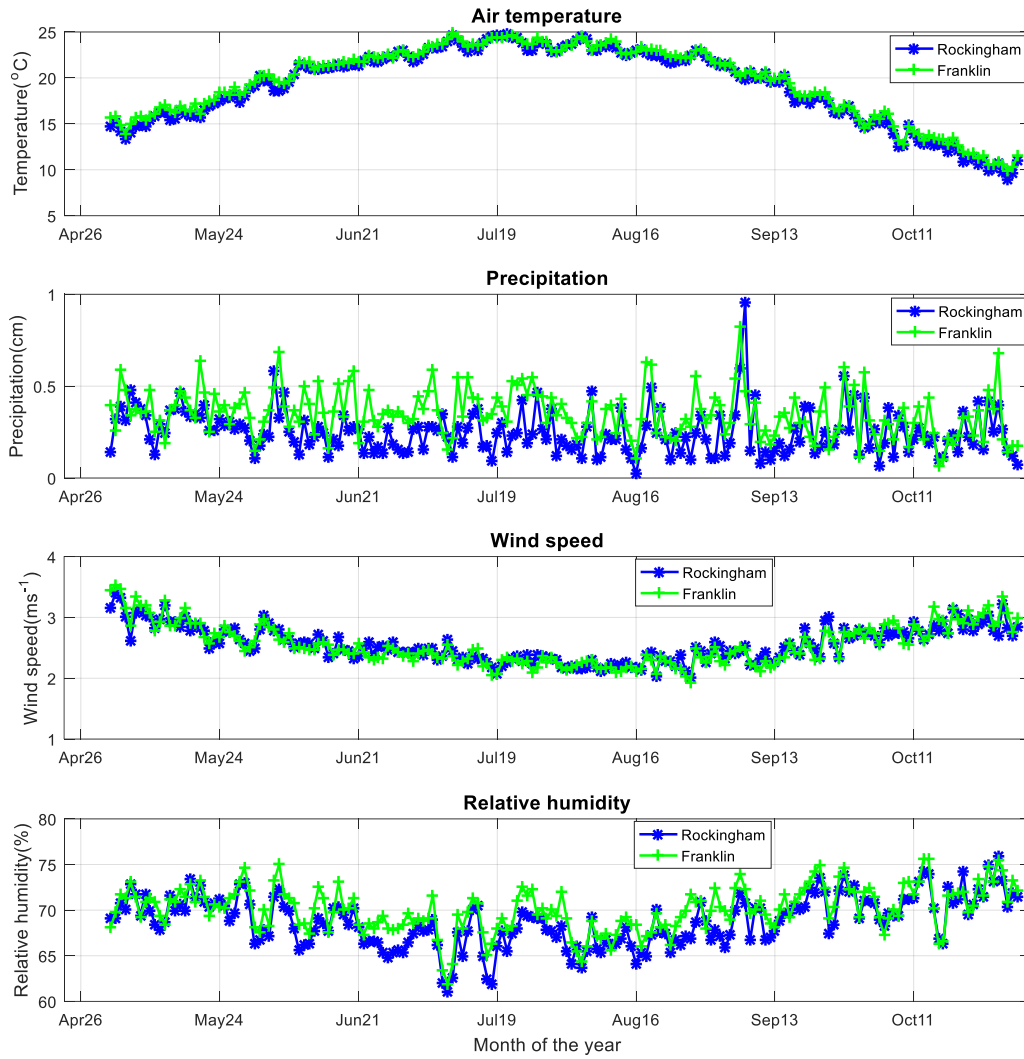 Air temperature
Temperature(°C)
25
20
15
10
5
Rockingham
Franklin
Apr26 May24 Jun21 Jul19 Aug16 Sep13 Oct11
Precipitation
Precipitation(cm)
1
0.5
0
Rockingham
Franklin
Apr26 May24 Jun21 Jul19 Aug16 Sep13 Oct11
Wind speed
Wind speed(ms⁻¹)
4
3
2
1
Rockingham
Franklin
Apr26 May24 Jun21 Jul19 Aug16 Sep13 Oct11
Relative humidity
Relative humidity(%)
80
75
70
65
60
Rockingham
Franklin
Apr26 May24 Jun21 Jul19 Aug16 Sep13 Oct11
Month of the year